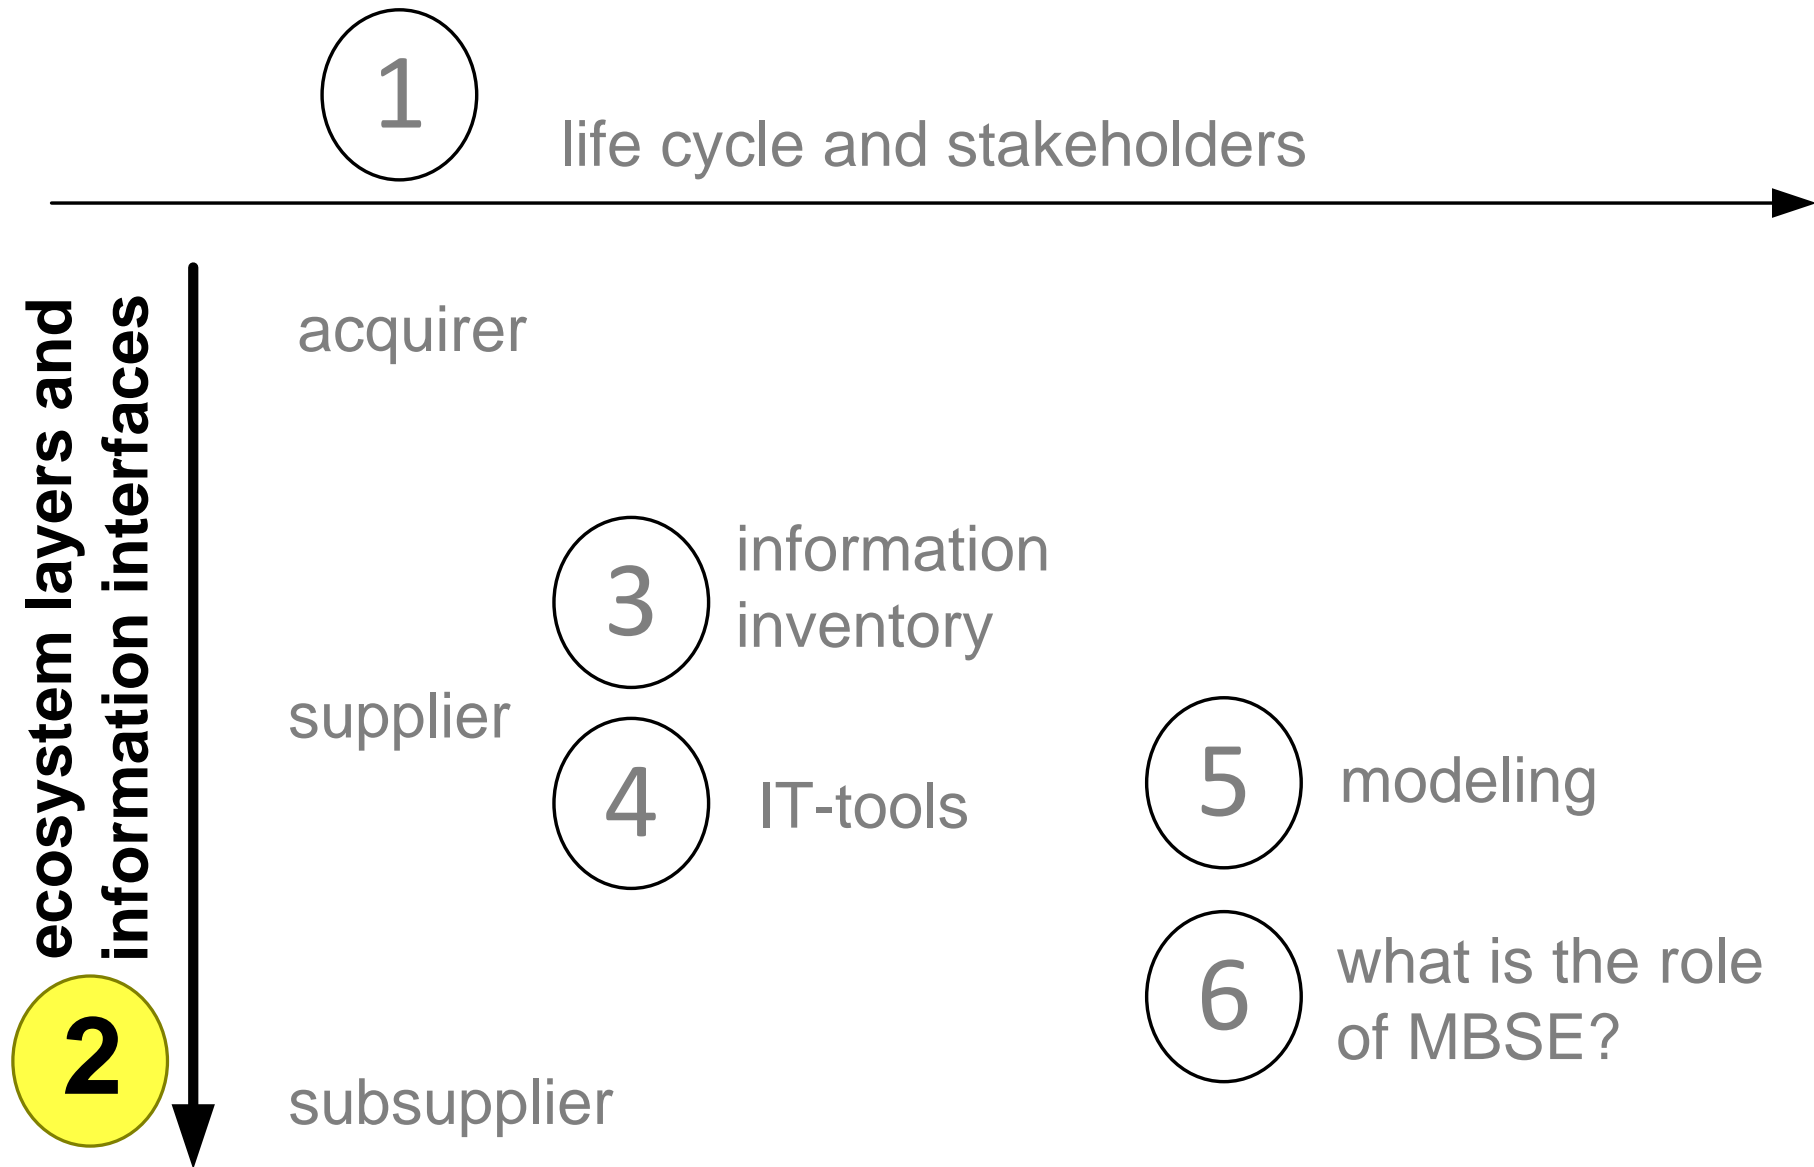 1
life cycle and stakeholders
ecosystem layers and
information interfaces
2
acquirer
3
information
inventory
supplier
4
IT-tools
5
modeling
6
what is the role
of MBSE?
subsupplier